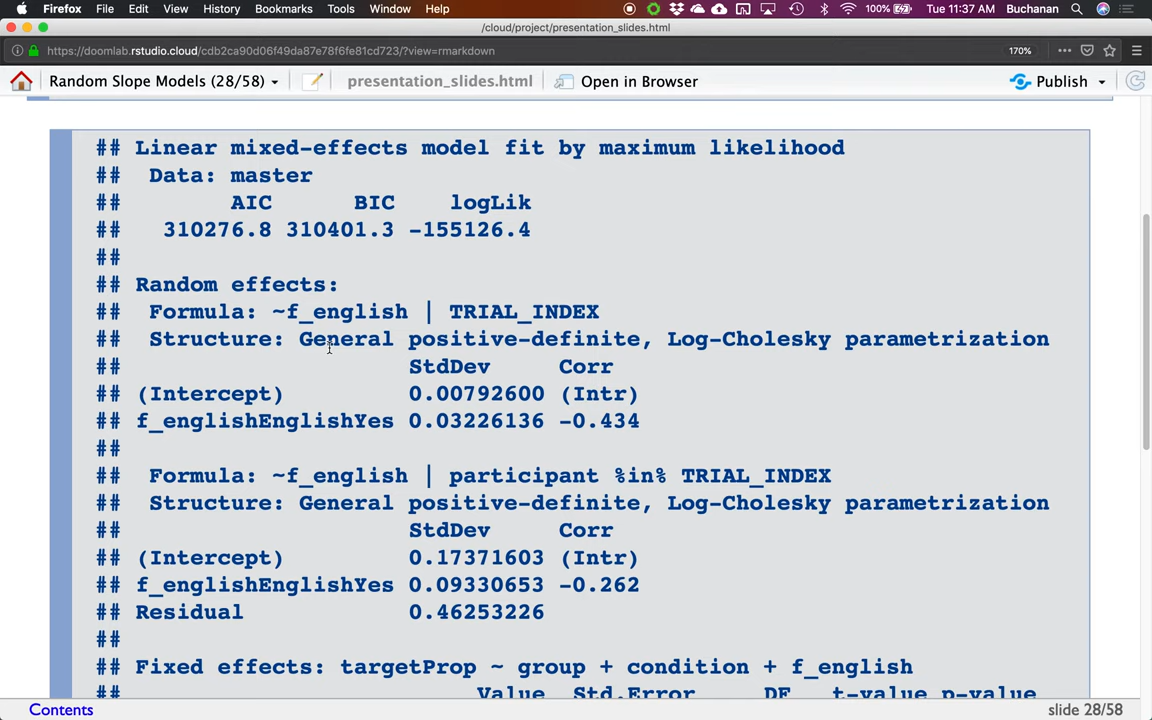 Firefox File Edit View History Bookmarks Tools Window Help 100% Tue 11:37 AM Buchanan
/cloud/project/presentation_slides.html
https://doomlab.rstudio.cloud/cdb2ca90d06f49da87e78f6fe81cd723/?view=rmarkdown 170%
Random Slope Models (28/58) presentation_slides.html Open in Browser Publish
## Linear mixed-effects model fit by maximum likelihood
## Data: master
## AIC BIC logLik
## 310276.8 310401.3 -155126.4
##
## Random effects:
## Formula: ~f_english | TRIAL_INDEX
## Structure: General positive-definite, Log-Cholesky parametrization
## StdDev Corr
## (Intercept) 0.00792600 (Intr)
## f_englishEnglishYes 0.03226136 -0.434
##
## Formula: ~f_english | participant %in% TRIAL_INDEX
## Structure: General positive-definite, Log-Cholesky parametrization
## StdDev Corr
## (Intercept) 0.17371603 (Intr)
## f_englishEnglishYes 0.09330653 -0.262
## Residual 0.46253226
##
## Fixed effects: targetProp ~ group + condition + f_english
## Value Std.Error DF t-value p-value
Contents slide 28/58